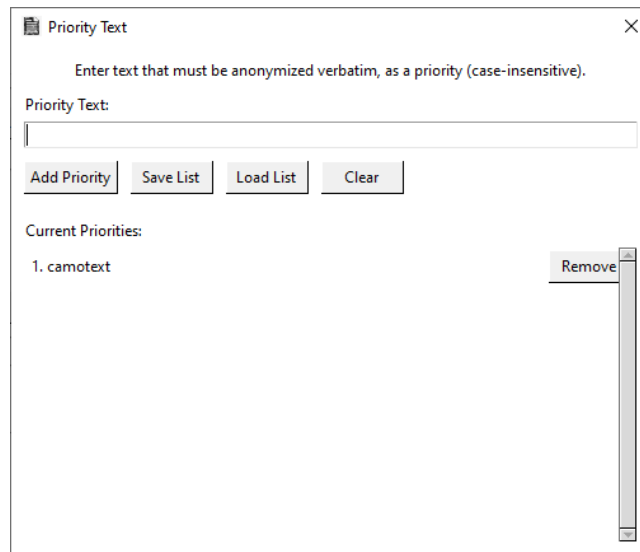 Priority Text
Enter text that must be anonymized verbatim, as a priority (case-insensitive).
Priority Text:
Add Priority Save List Load List Clear
Current Priorities:
1. camotext Remove